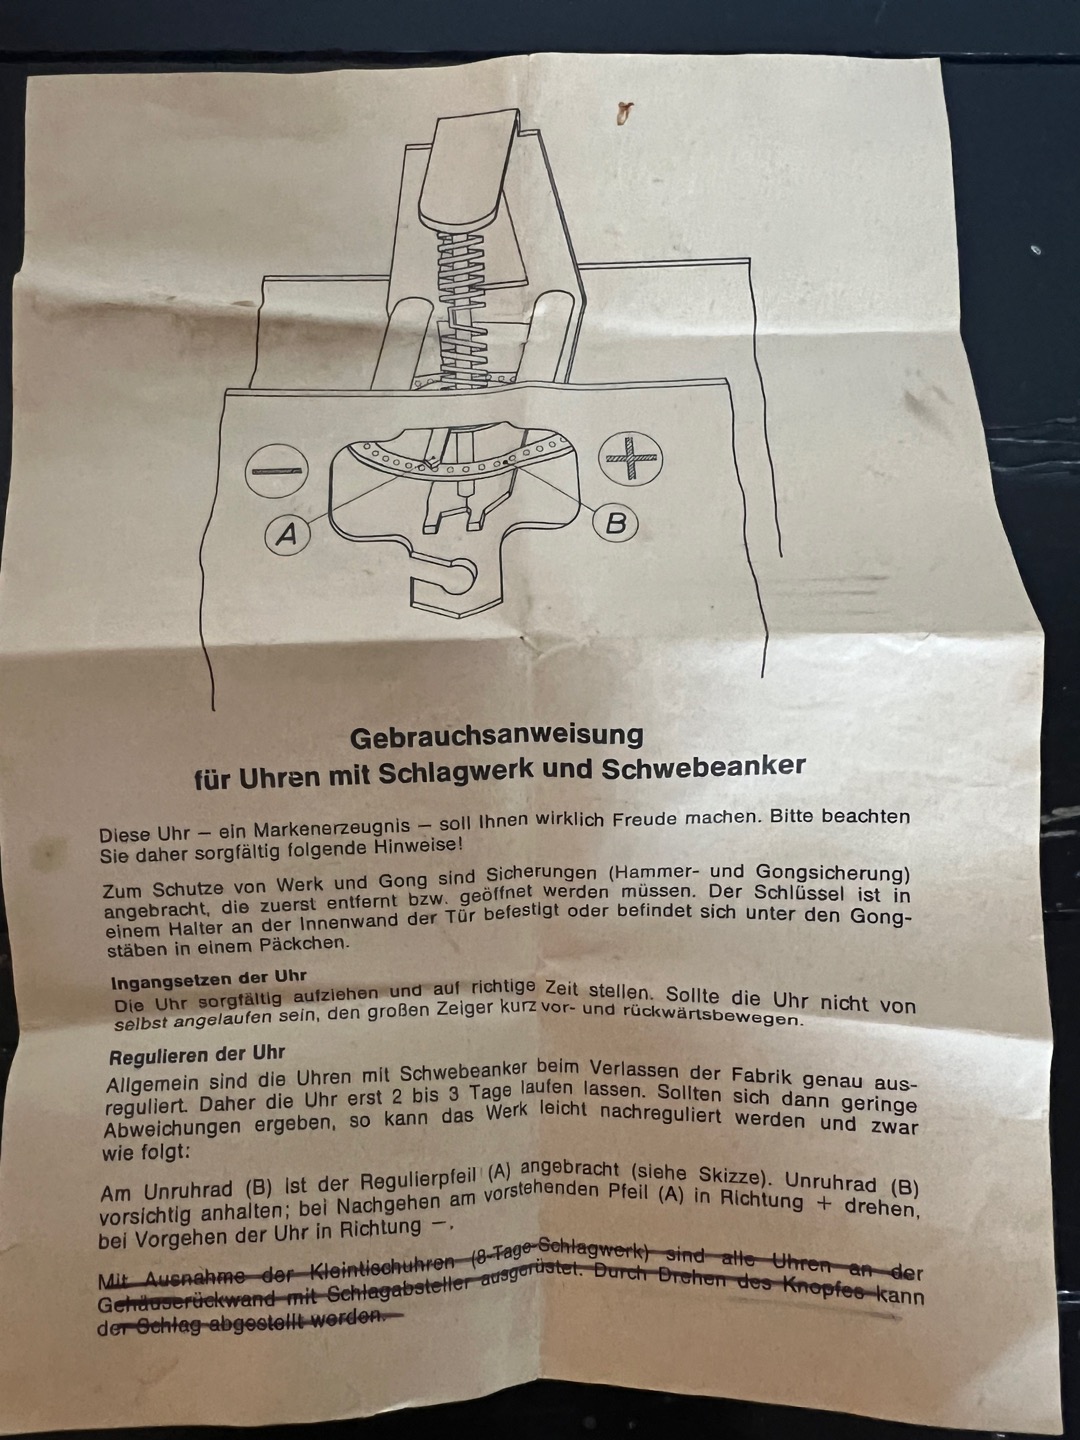 −
+
A
B
Gebrauchsanweisung
für Uhren mit Schlagwerk und Schwebeanker
Diese Uhr – ein Markenerzeugnis – soll Ihnen wirklich Freude machen. Bitte beachten
Sie daher sorgfältig folgende Hinweise!
Zum Schutze von Werk und Gong sind Sicherungen (Hammer- und Gongsicherung)
angebracht, die zuerst entfernt bzw. geöffnet werden müssen. Der Schlüssel ist in
einem Halter an der Innenwand der Tür befestigt oder befindet sich unter den Gong-
stäben in einem Päckchen.
Ingangsetzen der Uhr
Die Uhr sorgfältig aufziehen und auf richtige Zeit stellen. Sollte die Uhr nicht von
selbst angelaufen sein, den großen Zeiger kurz vor- und rückwärtsbewegen.
Regulieren der Uhr
Allgemein sind die Uhren mit Schwebeanker beim Verlassen der Fabrik genau aus-
reguliert. Daher die Uhr erst 2 bis 3 Tage laufen lassen. Sollten sich dann geringe
Abweichungen ergeben, so kann das Werk leicht nachreguliert werden und zwar
wie folgt:
Am Unruhrad (B) ist der Regulierpfeil (A) angebracht (siehe Skizze). Unruhrad (B)
vorsichtig anhalten; bei Nachgehen am vorstehenden Pfeil (A) in Richtung + drehen,
bei Vorgehen der Uhr in Richtung –.
Mit Ausnahme der Kleintischuhren (8-Tage-Schlagwerk) sind alle Uhren an der
Gehäuserückwand mit Schlagabsteller ausgerüstet. Durch Drehen des Knopfes kann
der Schlag abgestellt werden.